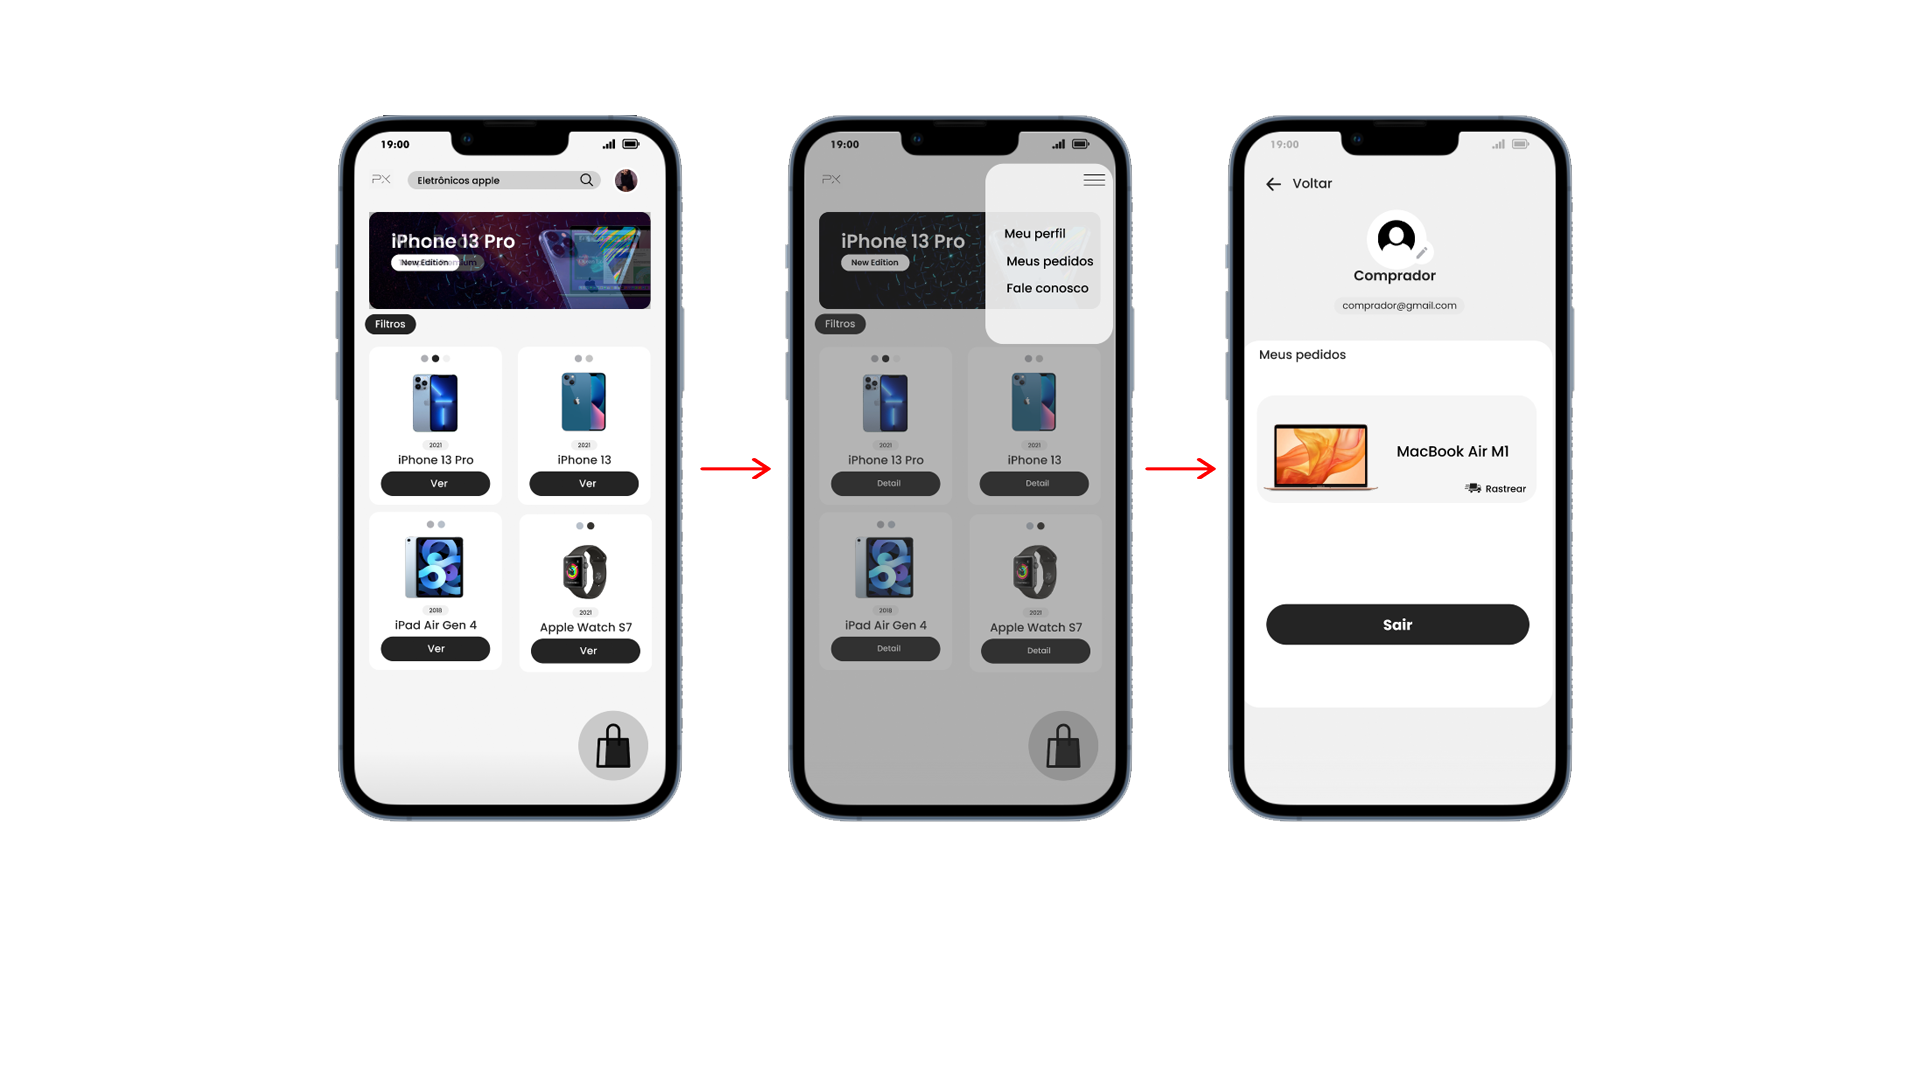 19:00
PX
Eletrônicos apple
iPhone 13 Pro
New Edition
Filtros
2021
iPhone 13 Pro
Ver
2021
iPhone 13
Ver
2018
iPad Air Gen 4
Ver
2021
Apple Watch S7
Ver
19:00
PX
Meu perfil
Meus pedidos
Fale conosco
iPhone 13 Pro
New Edition
Filtros
2021
iPhone 13 Pro
Detail
2021
iPhone 13
Detail
2018
iPad Air Gen 4
Detail
2021
Apple Watch S7
Detail
19:00
Voltar
Comprador
comprador@gmail.com
Meus pedidos
MacBook Air M1
Rastrear
Sair